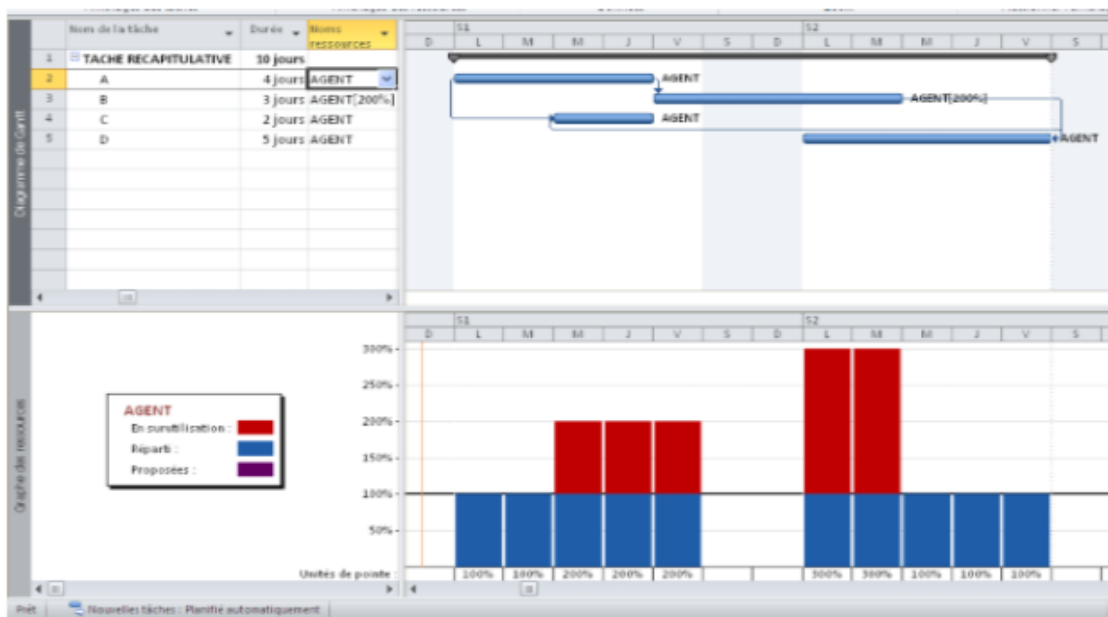 Nom de la tâche Durée Noms ressources
1 TACHE RECAPITULATIVE 10 jours
2 A 4 jours AGENT
3 B 3 jours AGENT[200%]
4 C 2 jours AGENT
5 D 5 jours AGENT
Diagramme de Gantt
S1 S2
D L M M J V S D L M M J V S
AGENT
AGENT[200%]
AGENT
AGENT
Graphe des ressources
AGENT
En surutilisation :
Réparti :
Proposées :
S1 S2
D L M M J V S D L M M J V S
300%
250%
200%
150%
100%
50%
Unités de pointe : 100% 100% 200% 200% 200% 300% 300% 100% 100% 100%
Prêt Nouvelles tâches : Planifié automatiquement